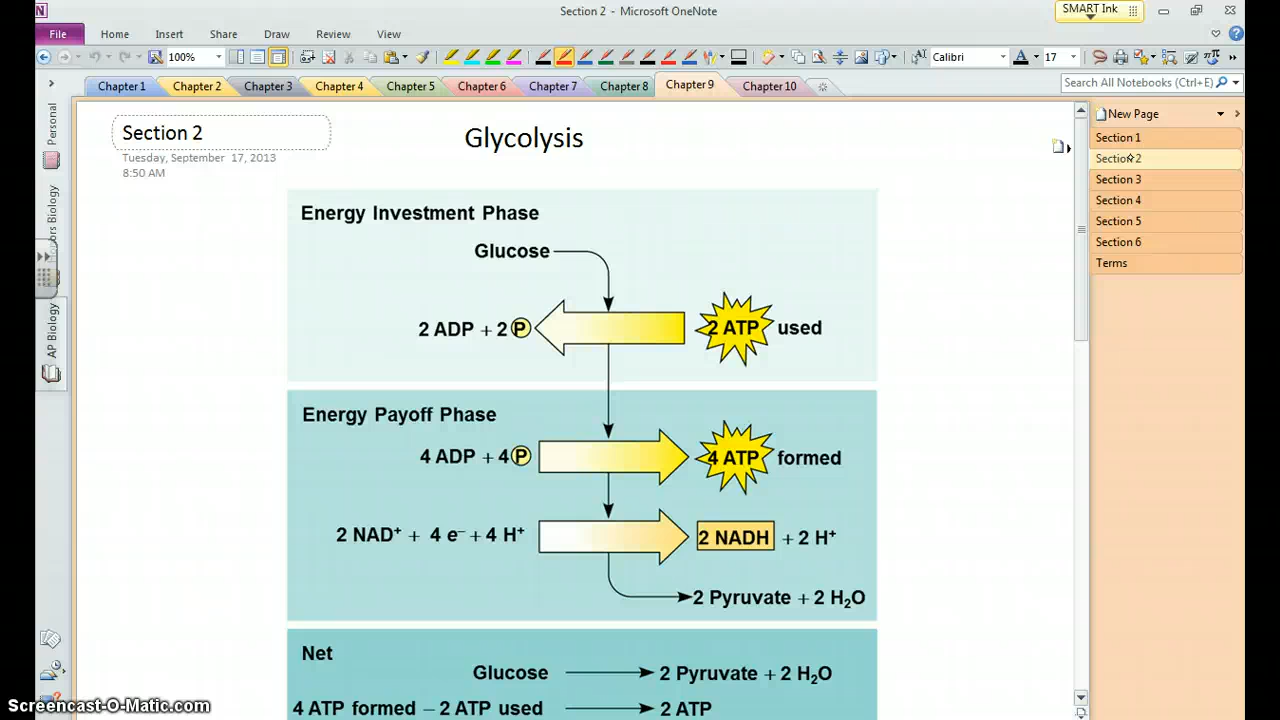 Section 2 - Microsoft OneNote
SMART Ink
File Home Insert Share Draw Review View
100% Calibri 17
Chapter 1 Chapter 2 Chapter 3 Chapter 4 Chapter 5 Chapter 6 Chapter 7 Chapter 8 Chapter 9 Chapter 10
Search All Notebooks (Ctrl+E)
New Page
Section 1
Section 2
Section 3
Section 4
Section 5
Section 6
Terms
Personal
Biology
AP Biology
Section 2
Tuesday, September 17, 2013
8:50 AM
Glycolysis
Energy Investment Phase
Glucose
2 ADP + 2 P
2 ATP used
Energy Payoff Phase
4 ADP + 4 P
4 ATP formed
2 NAD⁺ + 4 e⁻ + 4 H⁺
2 NADH + 2 H⁺
2 Pyruvate + 2 H₂O
Net
Glucose → 2 Pyruvate + 2 H₂O
4 ATP formed − 2 ATP used → 2 ATP
Screencast-O-Matic.com